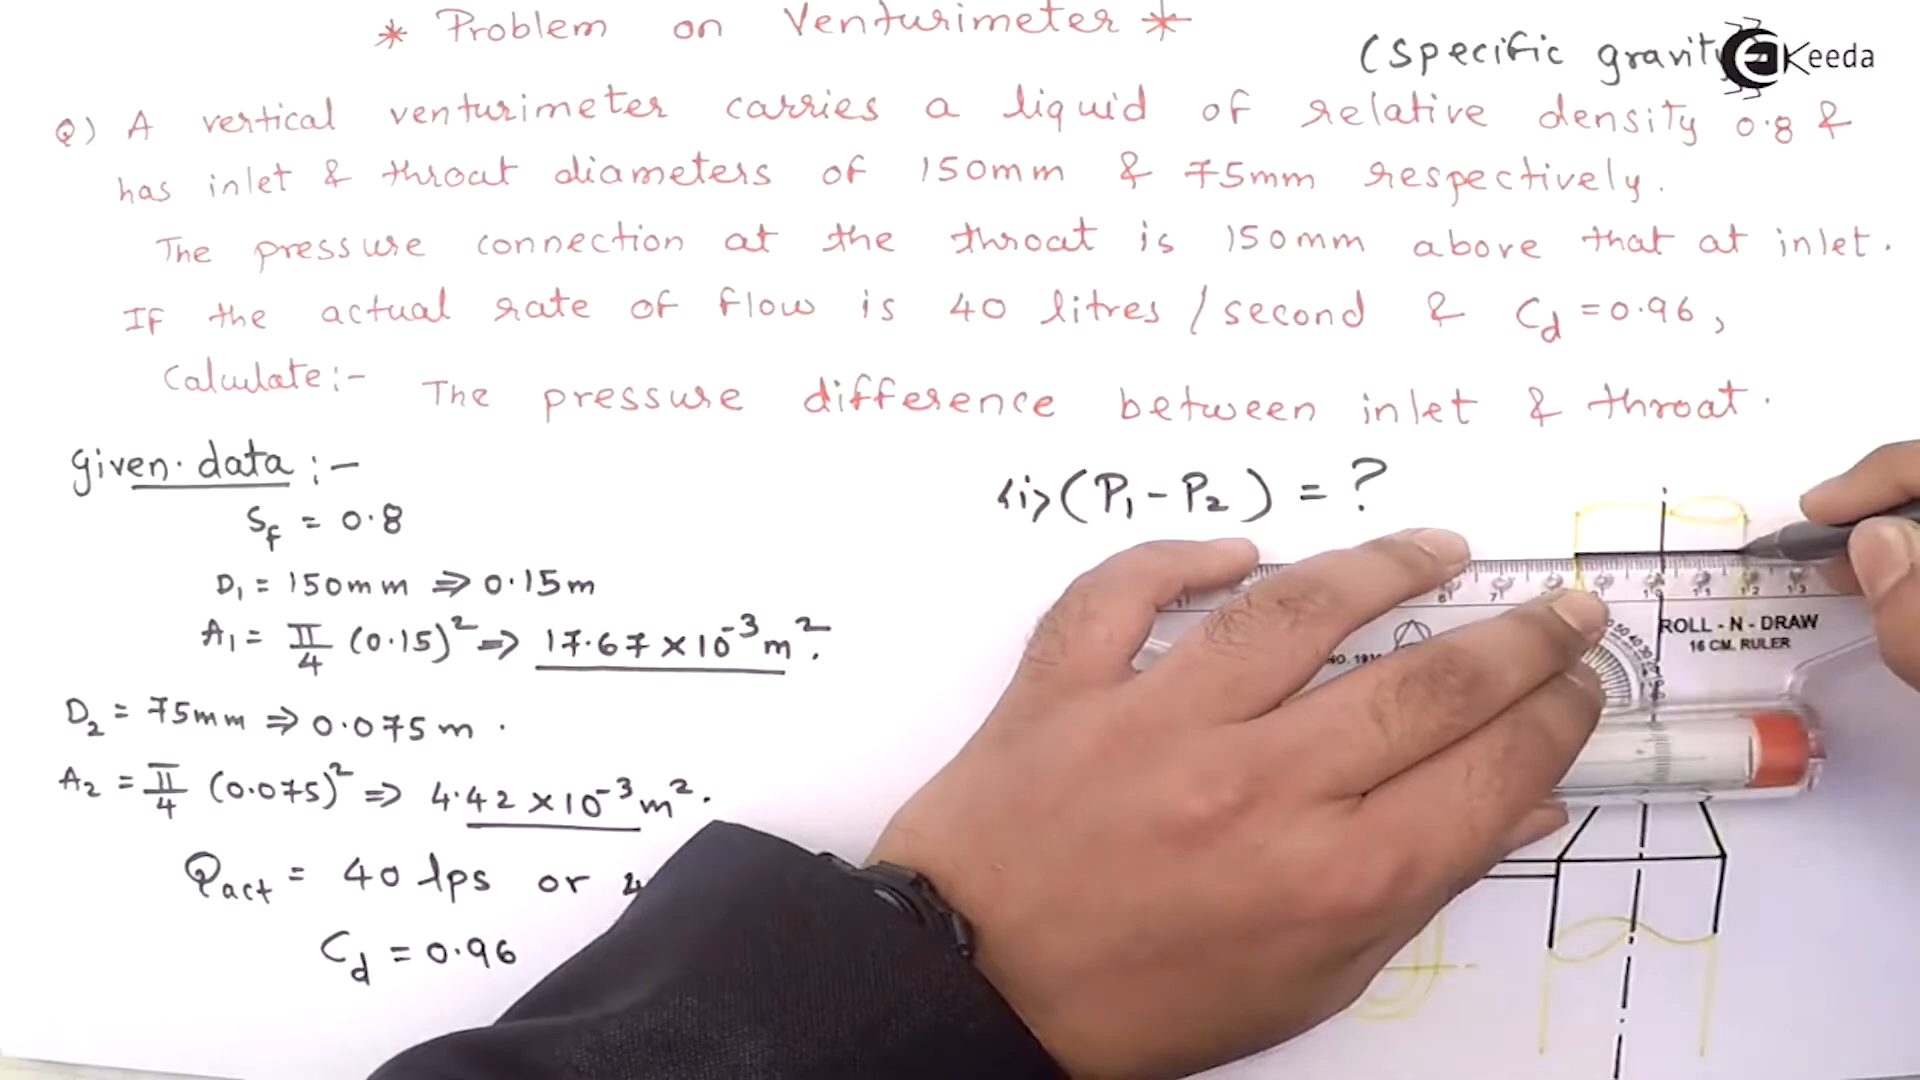 * Problem on Venturimeter *
(specific gravity
Keeda
Q) A vertical venturimeter carries a liquid of relative density 0.8 &
has inlet & throat diameters of 150mm & 75mm respectively.
The pressure connection at the throat is 150mm above that at inlet.
If the actual rate of flow is 40 litres/second & Cd = 0.96,
Calculate:- The pressure difference between inlet & throat.
given data :-
Sf = 0.8
D₁ = 150mm ⇒ 0.15m
A₁ = π/4 (0.15)² ⇒ 17.67 × 10⁻³ m².
D₂ = 75mm ⇒ 0.075m.
A₂ = π/4 (0.075)² ⇒ 4.42 × 10⁻³ m².
Qact = 40 lps or
Cd = 0.96
<i> (P₁ - P₂) = ?
ROLL - N - DRAW
16 CM. RULER